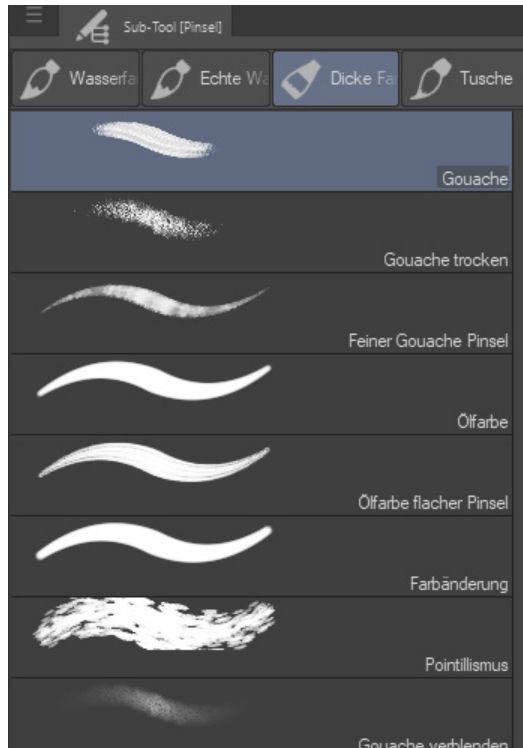 Sub-Tool [Pinsel]
Wasserfa
Echte Wa
Dicke Fa
Tusche
Gouache
Gouache trocken
Feiner Gouache Pinsel
Ölfarbe
Ölfarbe flacher Pinsel
Farbänderung
Pointillismus
Gouache verblenden